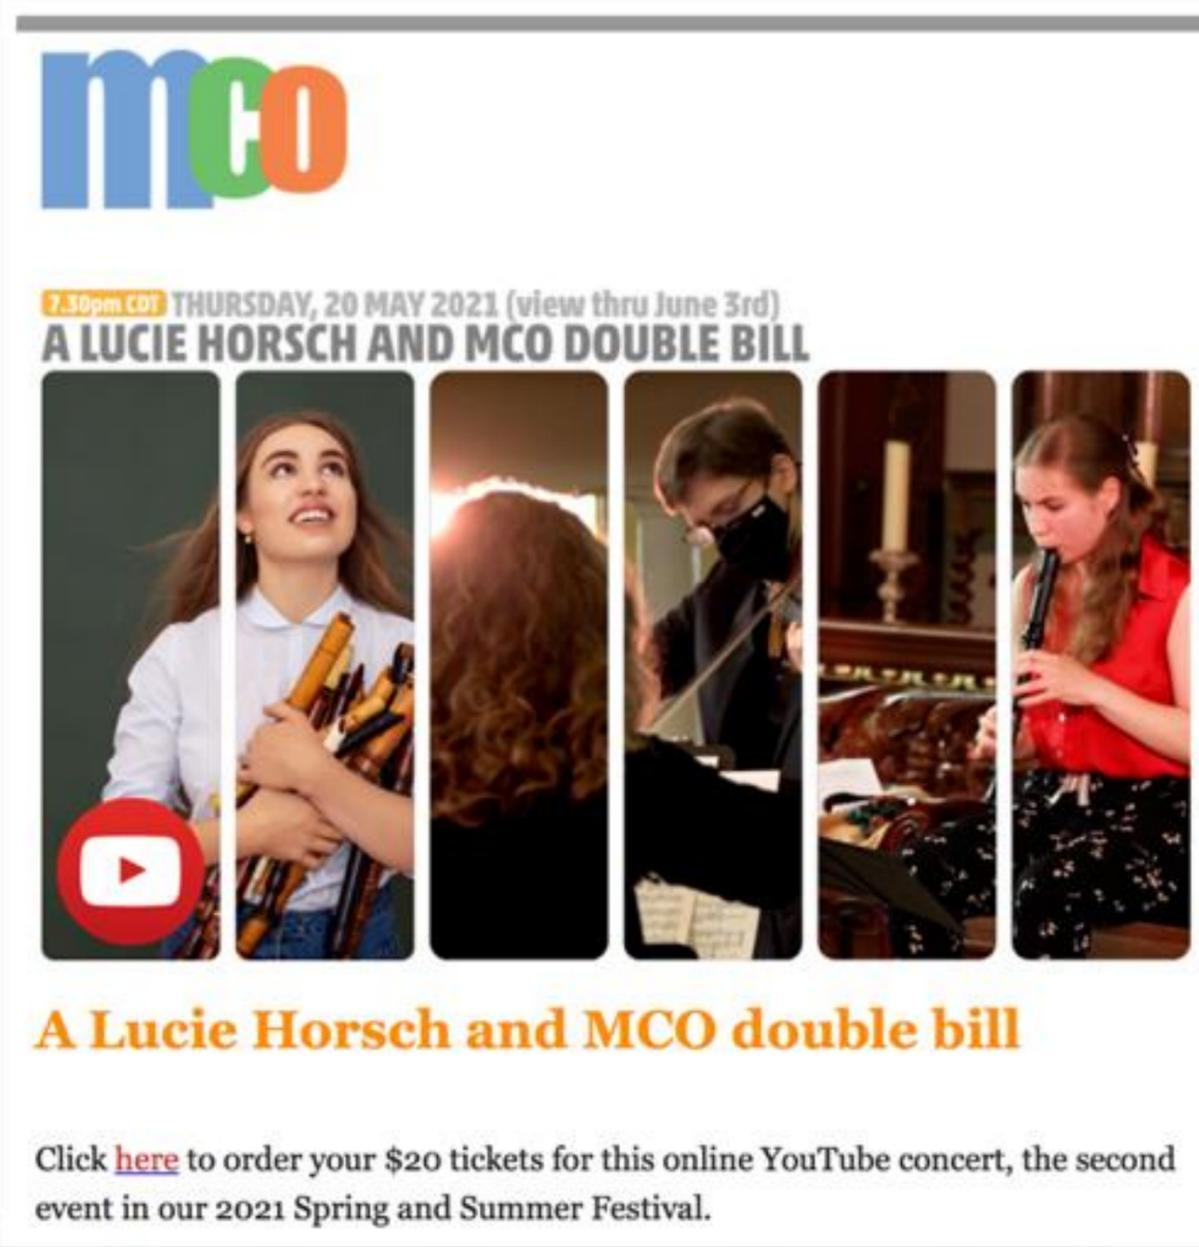 mco
7.30pm CDT THURSDAY, 20 MAY 2021 (view thru June 3rd)
A LUCIE HORSCH AND MCO DOUBLE BILL
A Lucie Horsch and MCO double bill
Click here to order your $20 tickets for this online YouTube concert, the second
event in our 2021 Spring and Summer Festival.